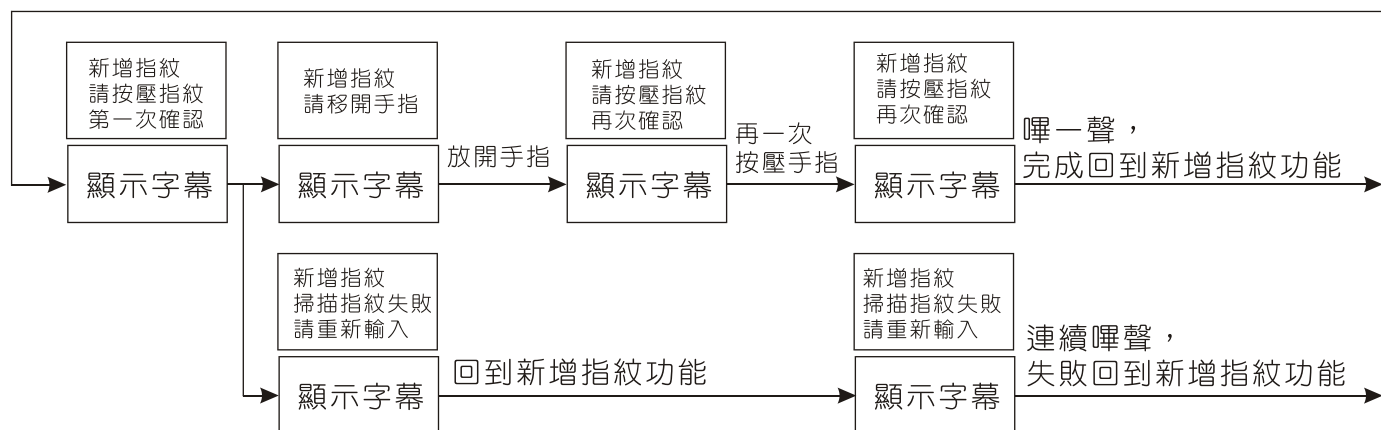 新增指紋
請按壓指紋
第一次確認
顯示字幕
新增指紋
請移開手指
顯示字幕
放開手指
新增指紋
請按壓指紋
再次確認
顯示字幕
再一次
按壓手指
新增指紋
請按壓指紋
再次確認
顯示字幕
嗶一聲，
完成回到新增指紋功能
新增指紋
掃描指紋失敗
請重新輸入
顯示字幕
回到新增指紋功能
新增指紋
掃描指紋失敗
請重新輸入
顯示字幕
連續嗶聲，
失敗回到新增指紋功能